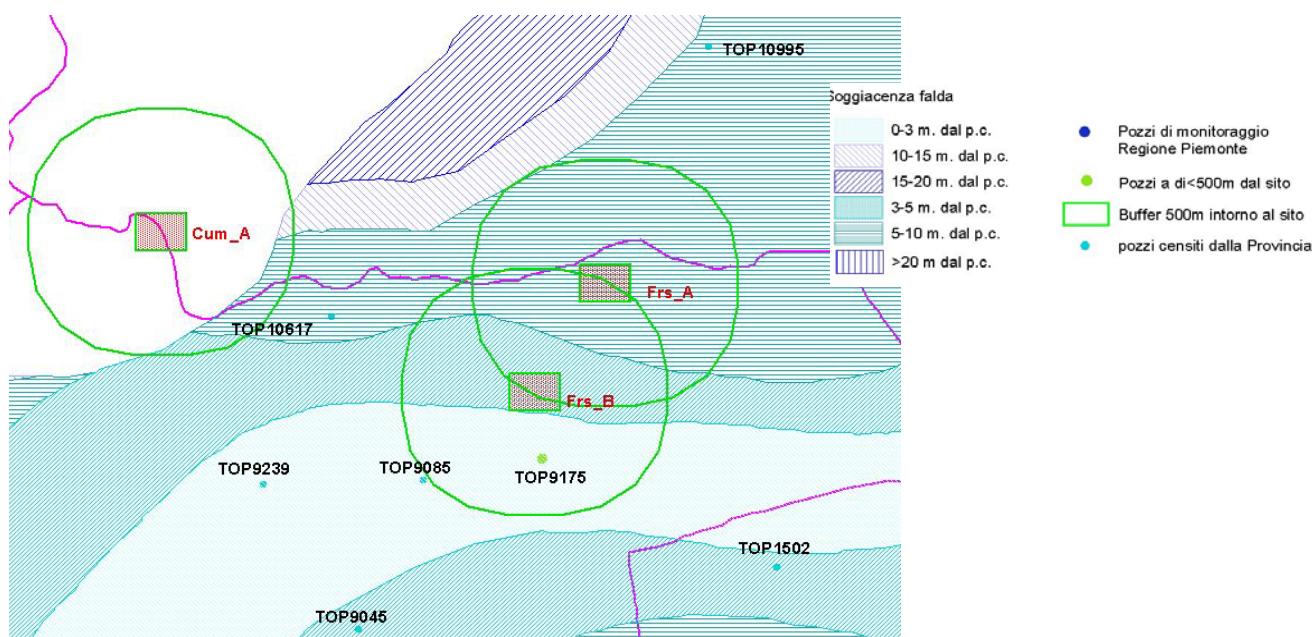 TOP10995
Soggiacenza falda
0-3 m. dal p.c.
10-15 m. dal p.c.
15-20 m. dal p.c.
3-5 m. dal p.c.
5-10 m. dal p.c.
>20 m dal p.c.
Pozzi di monitoraggio
Regione Piemonte
Pozzi a di<500m dal sito
Buffer 500m intorno al sito
pozzi censiti dalla Provincia
Cum_A
Frs_A
TOP10617
Frs_B
TOP9239
TOP9085
TOP9175
TOP1502
TOP9045